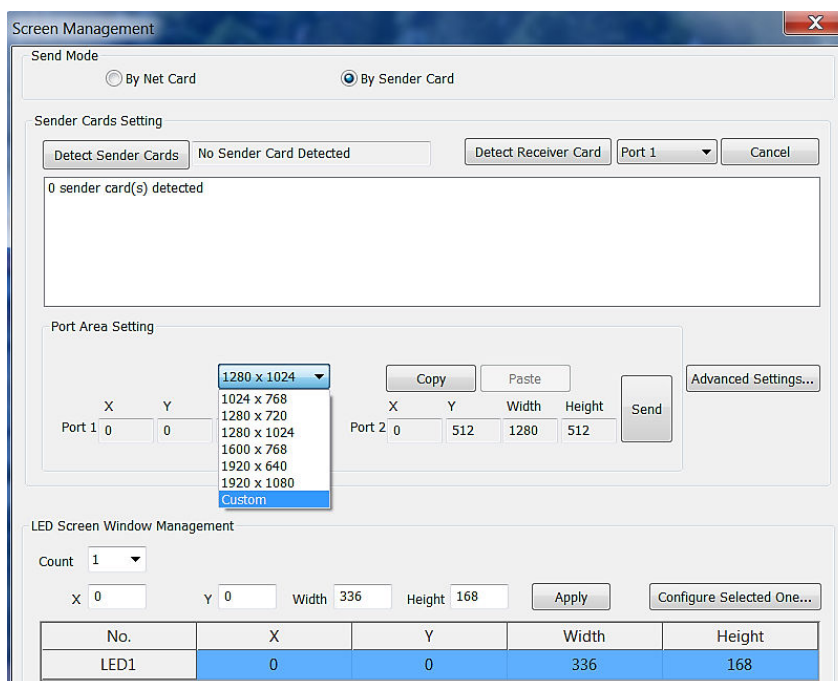 Screen Management
X
Send Mode
By Net Card By Sender Card
Sender Cards Setting
Detect Sender Cards No Sender Card Detected Detect Receiver Card Port 1 Cancel
0 sender card(s) detected
Port Area Setting
1280 x 1024 Copy Paste Advanced Settings...
1024 x 768
1280 x 720
1280 x 1024
1600 x 768
1920 x 640
1920 x 1080
Custom
X Y X Y Width Height Send
Port 1 0 0 Port 2 0 512 1280 512
LED Screen Window Management
Count 1
X 0 Y 0 Width 336 Height 168 Apply Configure Selected One...
No. X Y Width Height
LED1 0 0 336 168